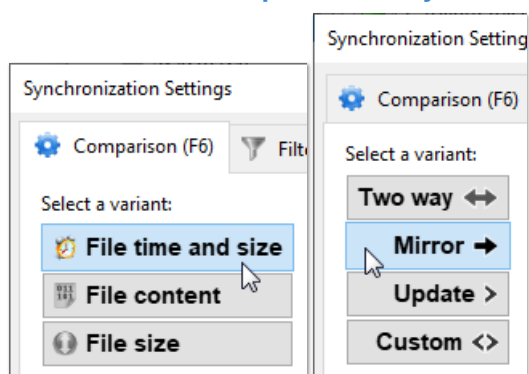 Synchronization Settings
Comparison (F6)
Select a variant:
File time and size
File content
File size
Synchronization Setting
Comparison (F6)
Select a variant:
Two way
Mirror
Update >
Custom <>